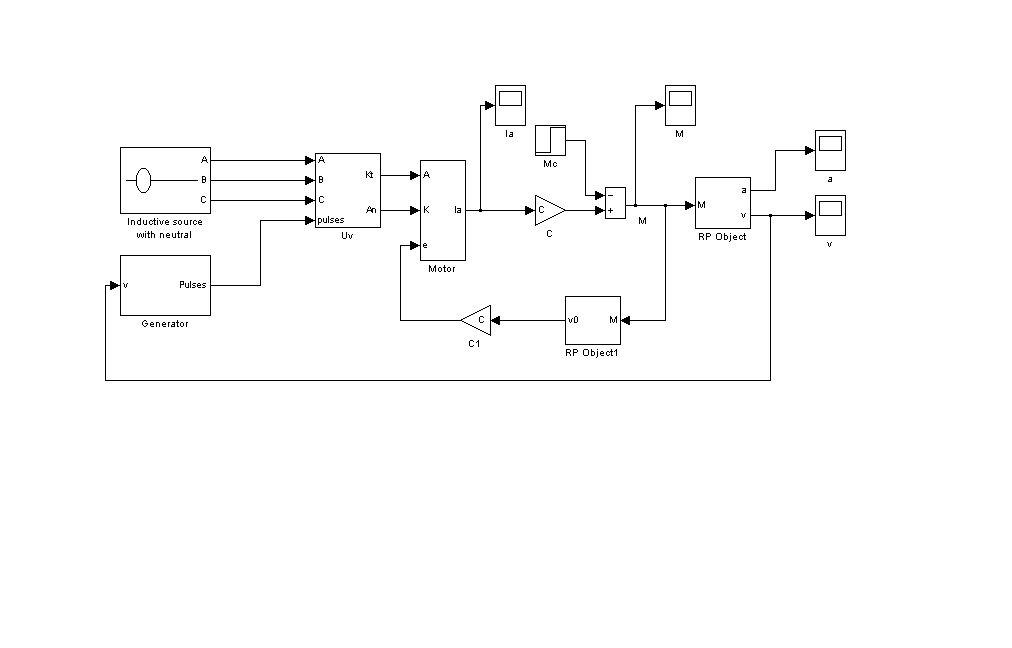 Ia
M
Mc
a
v
A
B
C
Inductive source
with neutral
A
B
C
pulses
Kt
An
Uv
A
K
e
Ia
Motor
C
C
−
+
M
M
a
v
RP Object
v
Pulses
Generator
C
C1
v0
M
RP Object1